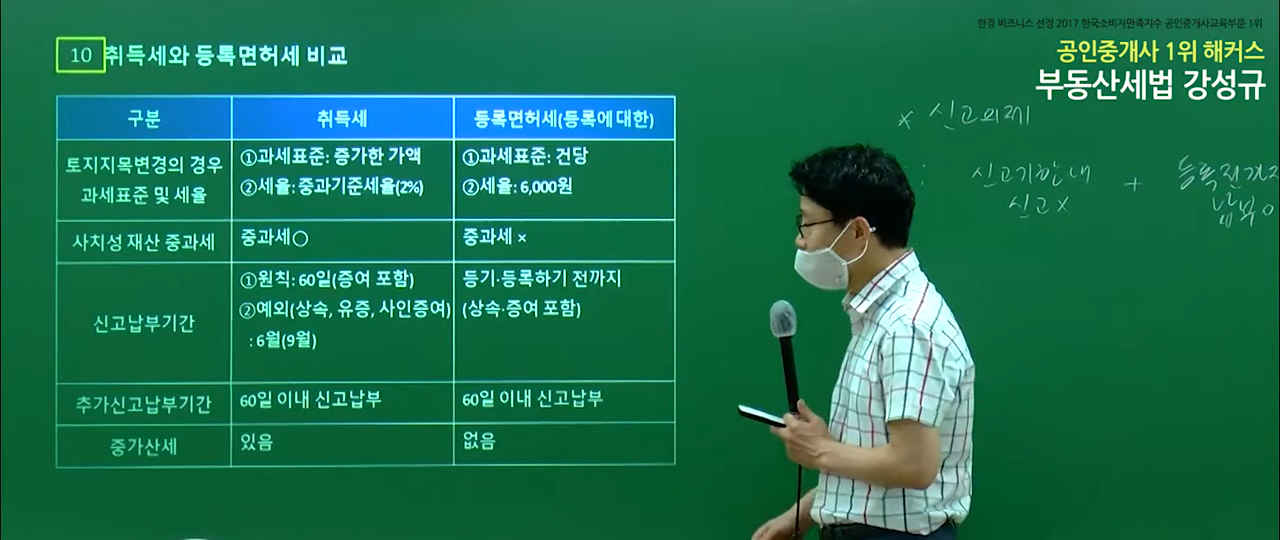 한경 비즈니스 선정 2017 한국소비자만족지수 공인중개사교육부문 1위
공인중개사 1위 해커스
부동산세법 강성규
10 취득세와 등록면허세 비교
구분 취득세 등록면허세(등록에 대한)
토지지목변경의 경우
과세표준 및 세율
①과세표준: 증가한 가액
②세율: 중과기준세율(2%)
①과세표준: 건당
②세율: 6,000원
사치성 재산 중과세 중과세○ 중과세 ×
신고납부기간
①원칙: 60일(증여 포함)
②예외(상속, 유증, 사인증여)
: 6월(9월)
등기·등록하기 전까지
(상속·증여 포함)
추가신고납부기간 60일 이내 신고납부 60일 이내 신고납부
중가산세 있음 없음
* 신고의제
: 신고기한 내 + 등록전까지
신고 x 납부 o